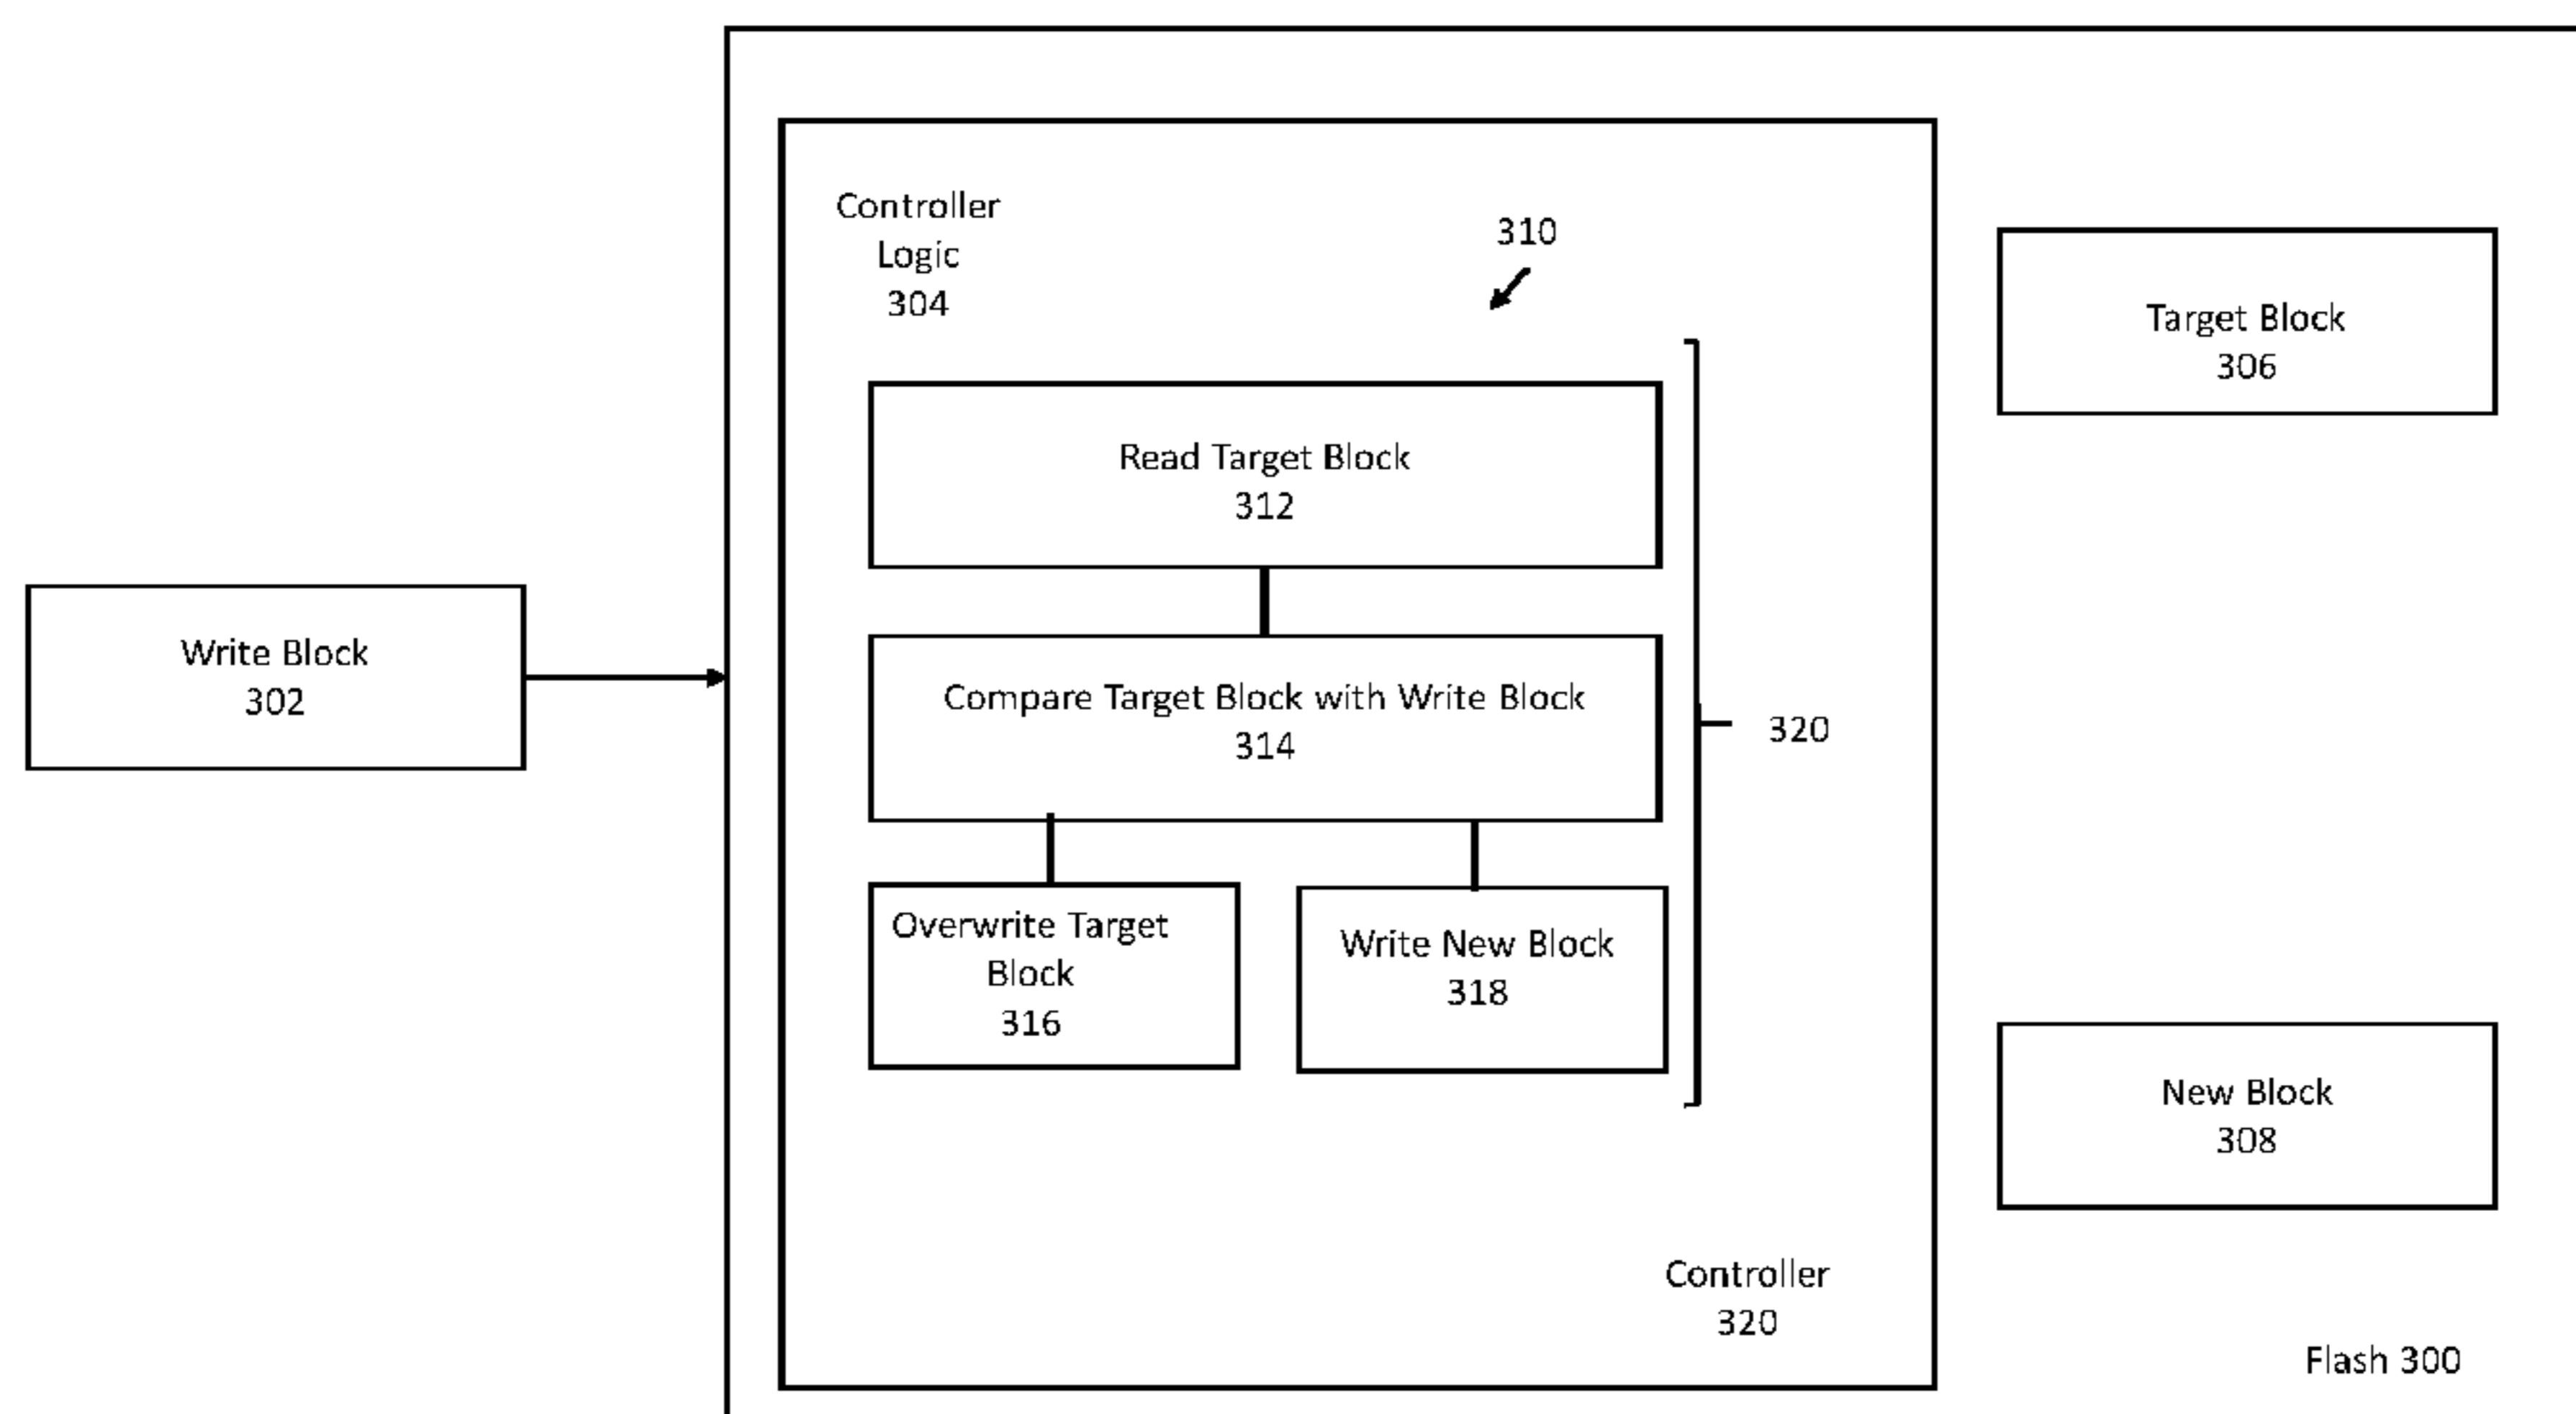 Controller
Logic
304
310
Target Block
306
Read Target Block
312
Write Block
302
Compare Target Block with Write Block
314
320
Overwrite Target
Block
316
Write New Block
318
New Block
308
Controller
320
Flash 300